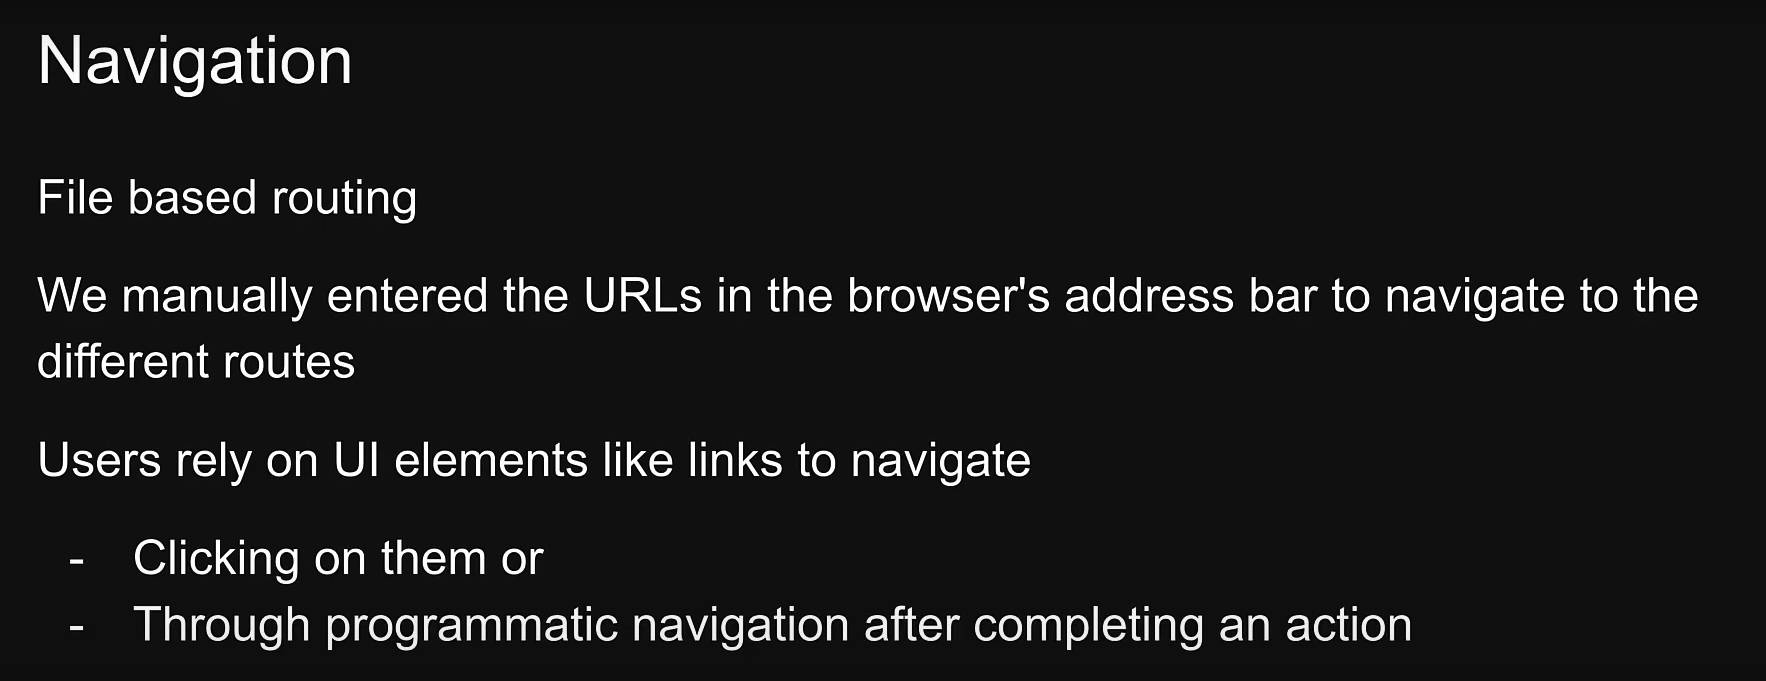 Navigation
File based routing
We manually entered the URLs in the browser's address bar to navigate to the
different routes
Users rely on UI elements like links to navigate
- Clicking on them or
- Through programmatic navigation after completing an action